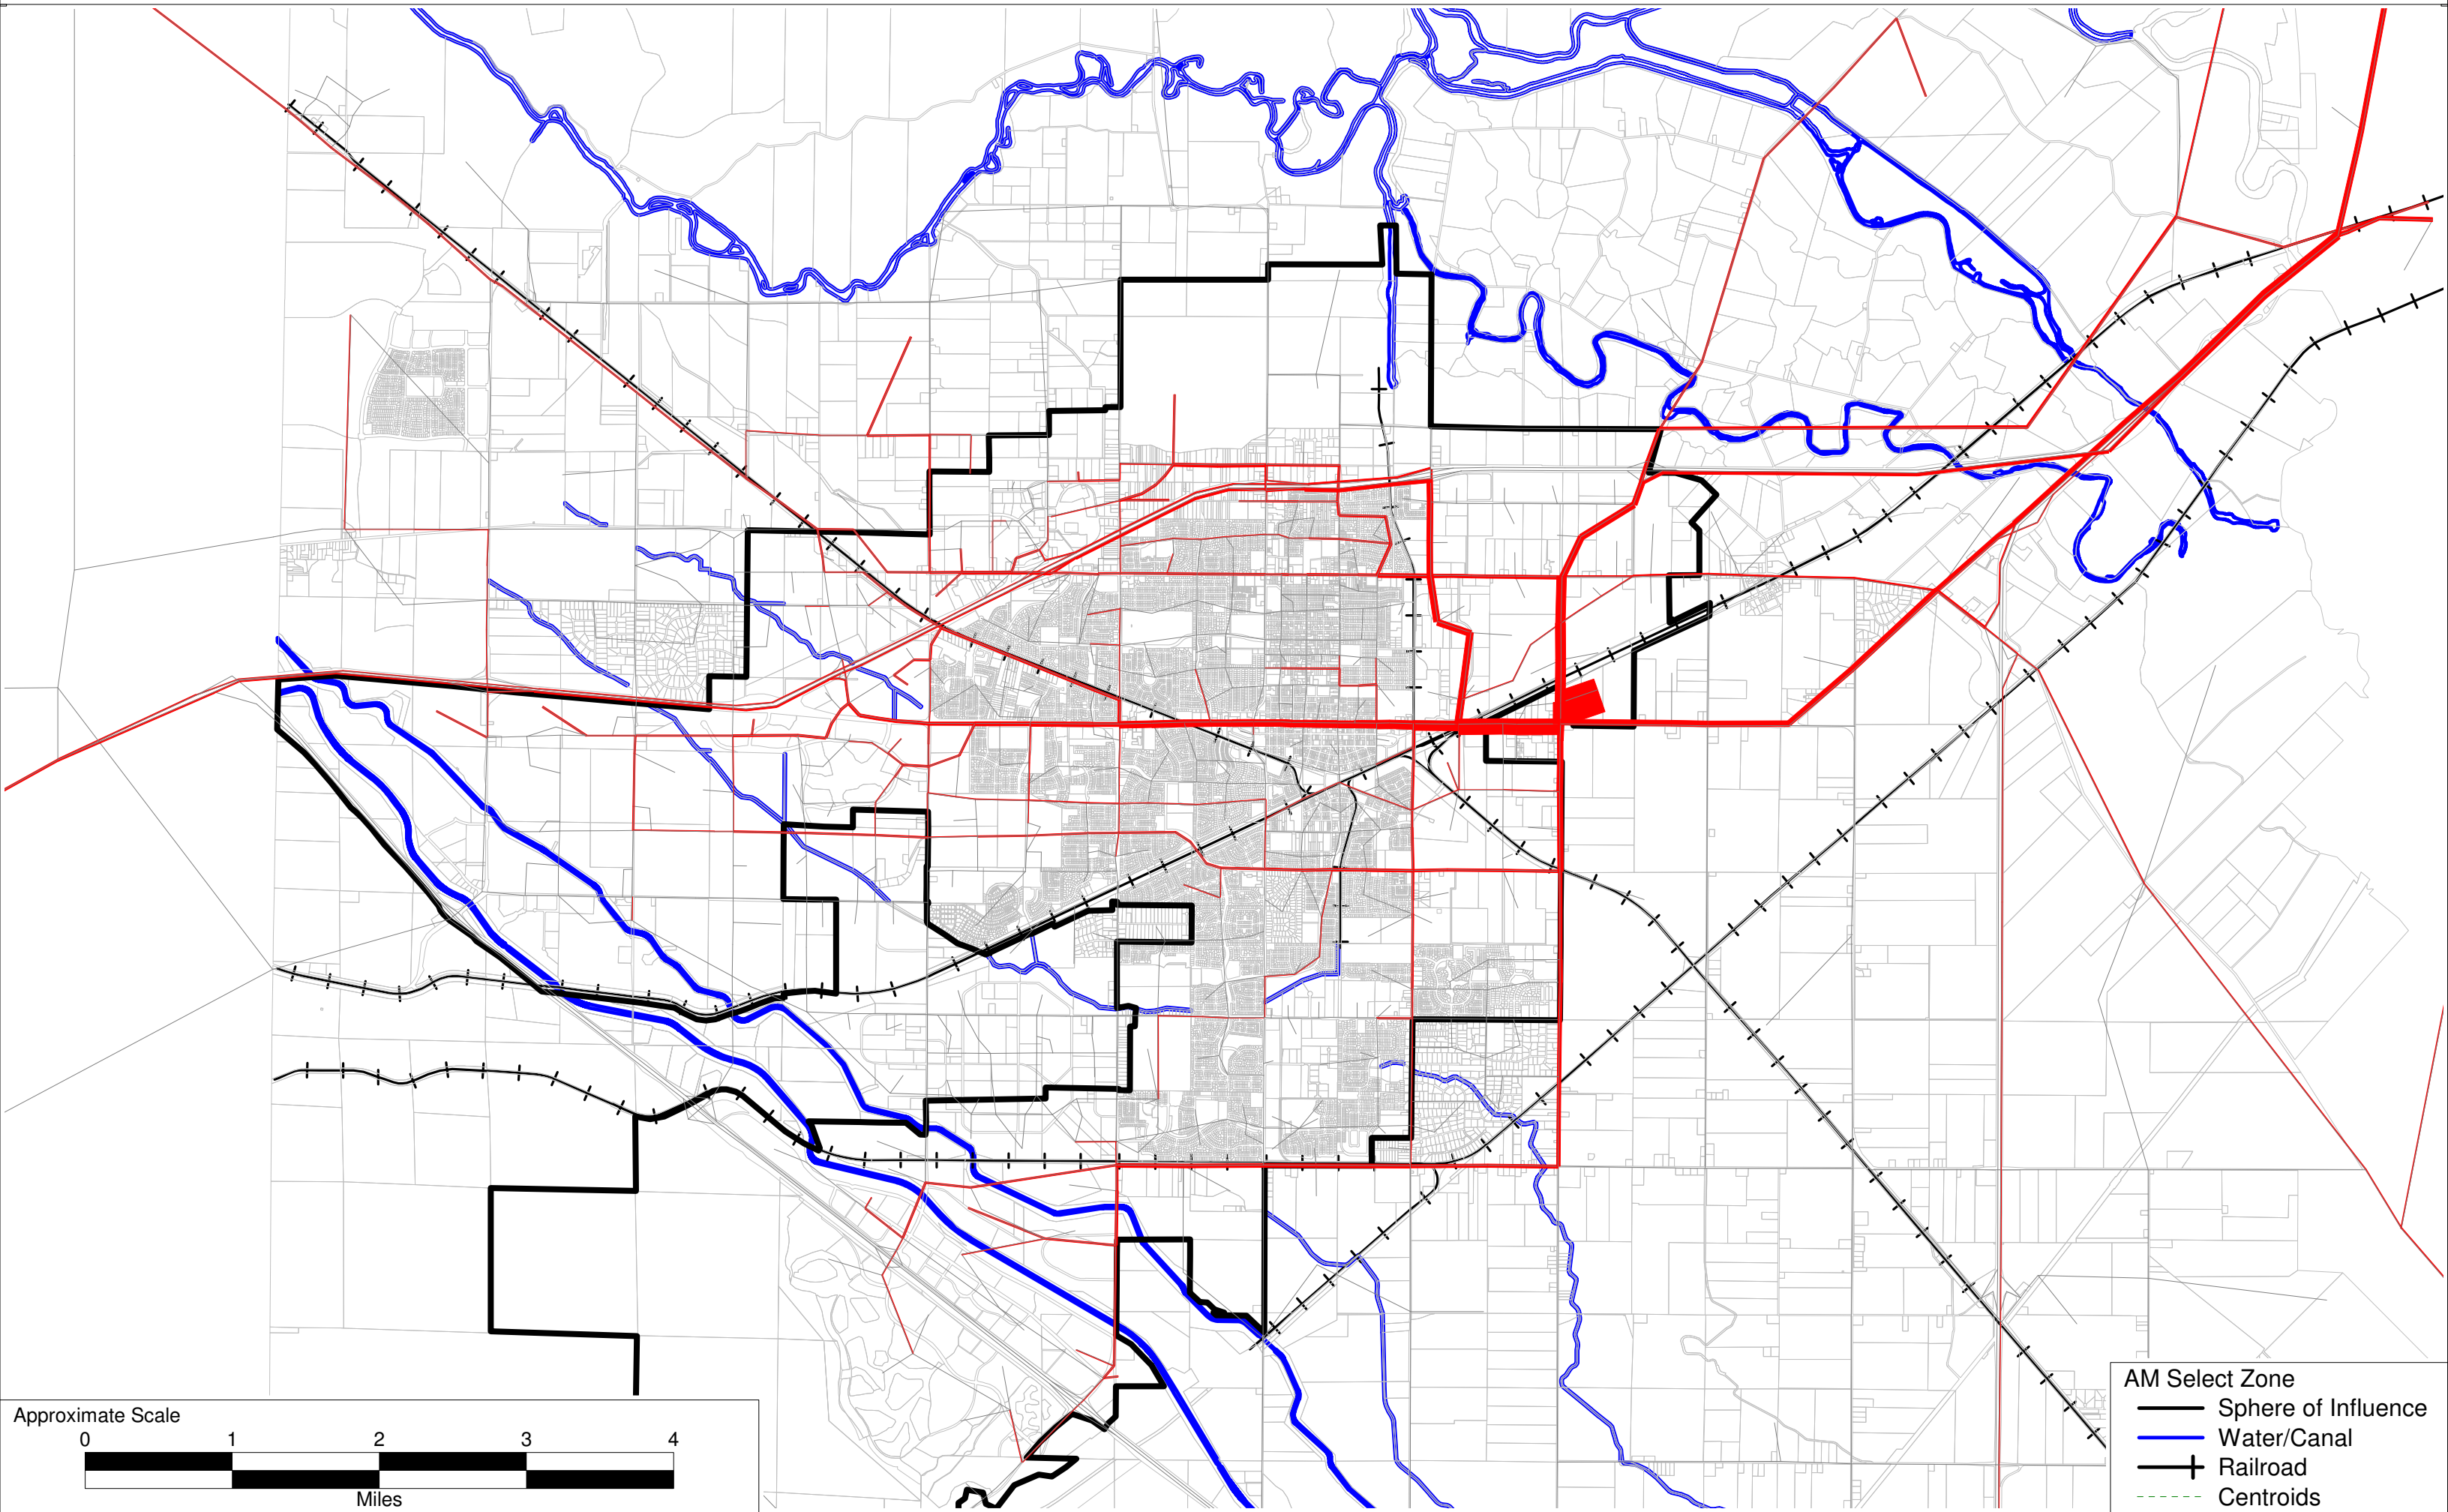 Approximate Scale
0 1 2 3 4
Miles
AM Select Zone
Sphere of Influence
Water/Canal
Railroad
Centroids